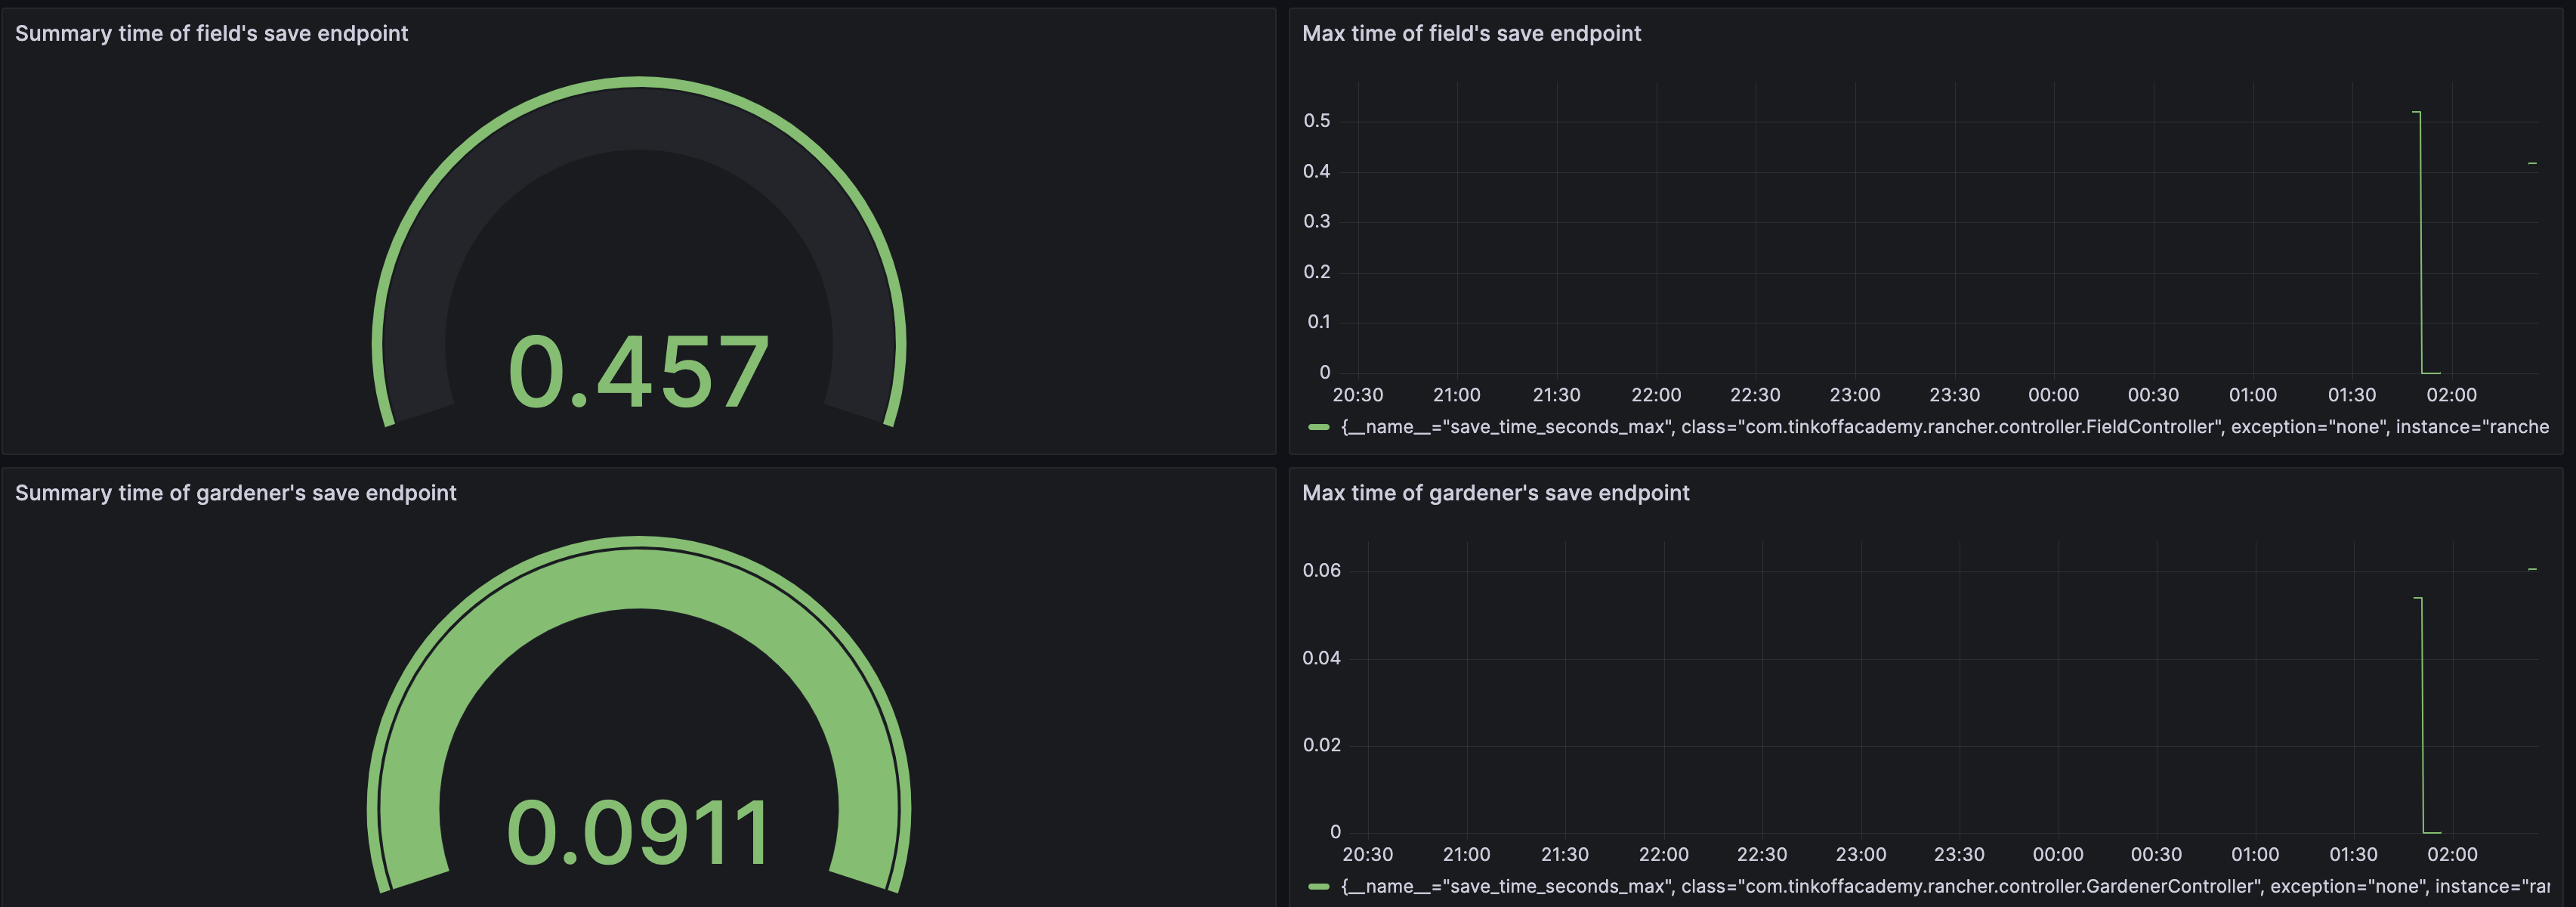 Summary time of field's save endpoint
0.457
Max time of field's save endpoint
0.5
0.4
0.3
0.2
0.1
0
20:30 21:00 21:30 22:00 22:30 23:00 23:30 00:00 00:30 01:00 01:30 02:00
{__name__="save_time_seconds_max", class="com.tinkoffacademy.rancher.controller.FieldController", exception="none", instance="ranche
Summary time of gardener's save endpoint
0.0911
Max time of gardener's save endpoint
0.06
0.04
0.02
0
20:30 21:00 21:30 22:00 22:30 23:00 23:30 00:00 00:30 01:00 01:30 02:00
{__name__="save_time_seconds_max", class="com.tinkoffacademy.rancher.controller.GardenerController", exception="none", instance="rar